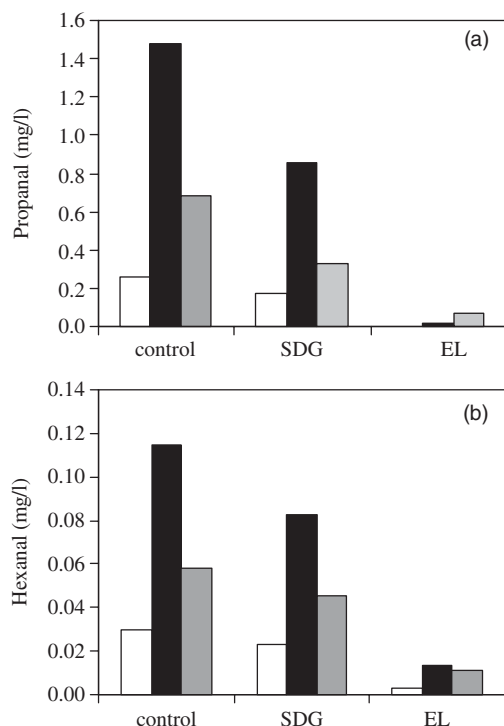 (a)
Propanal (mg/l)
1.6
1.4
1.2
1.0
0.8
0.6
0.4
0.2
0.0
control SDG EL
(b)
Hexanal (mg/l)
0.14
0.12
0.10
0.08
0.06
0.04
0.02
0.00
control SDG EL